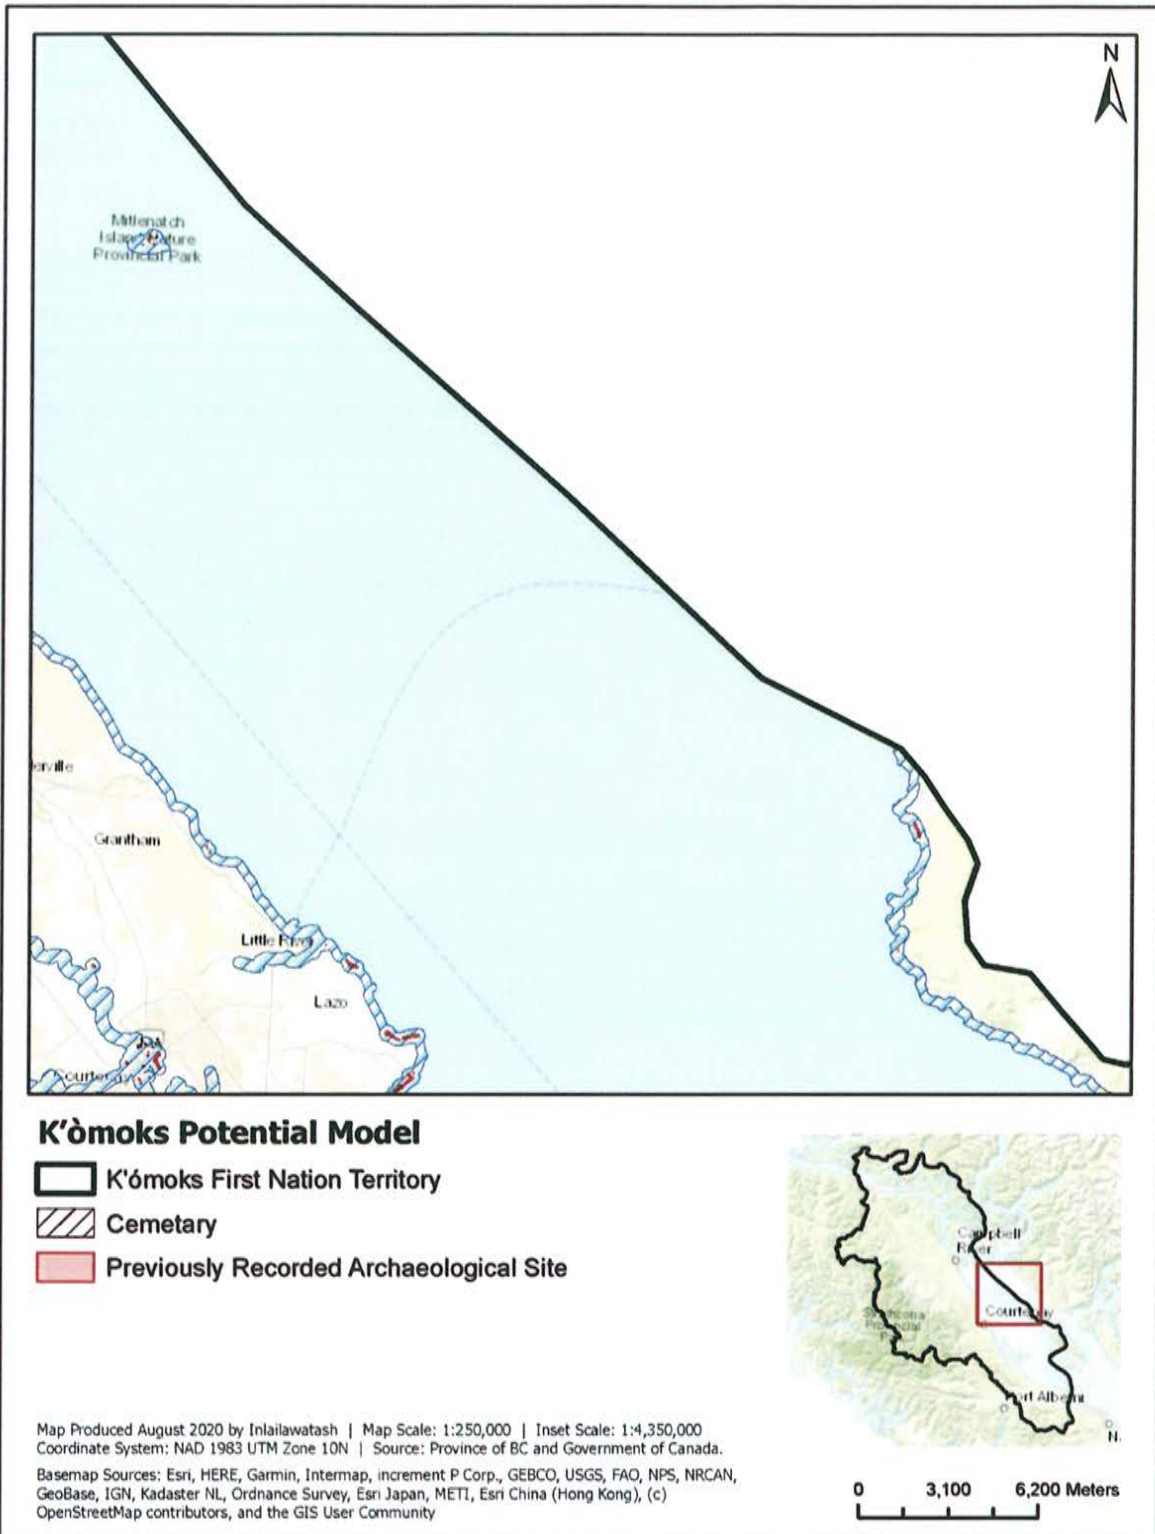 N
Mitlenatch
Island Nature
Provincial Park
erville
Grantham
Little River
Lazo
Courtenay
K'òmoks Potential Model
K'ómoks First Nation Territory
Cemetary
Previously Recorded Archaeological Site
Campbell
River
Courtenay
Strathcona
Provincial
Park
Port Alberni
N.
Map Produced August 2020 by Inlailawatash | Map Scale: 1:250,000 | Inset Scale: 1:4,350,000
Coordinate System: NAD 1983 UTM Zone 10N | Source: Province of BC and Government of Canada.
Basemap Sources: Esri, HERE, Garmin, Intermap, increment P Corp., GEBCO, USGS, FAO, NPS, NRCAN,
GeoBase, IGN, Kadaster NL, Ordnance Survey, Esri Japan, METI, Esri China (Hong Kong), (c)
OpenStreetMap contributors, and the GIS User Community
0 3,100 6,200 Meters